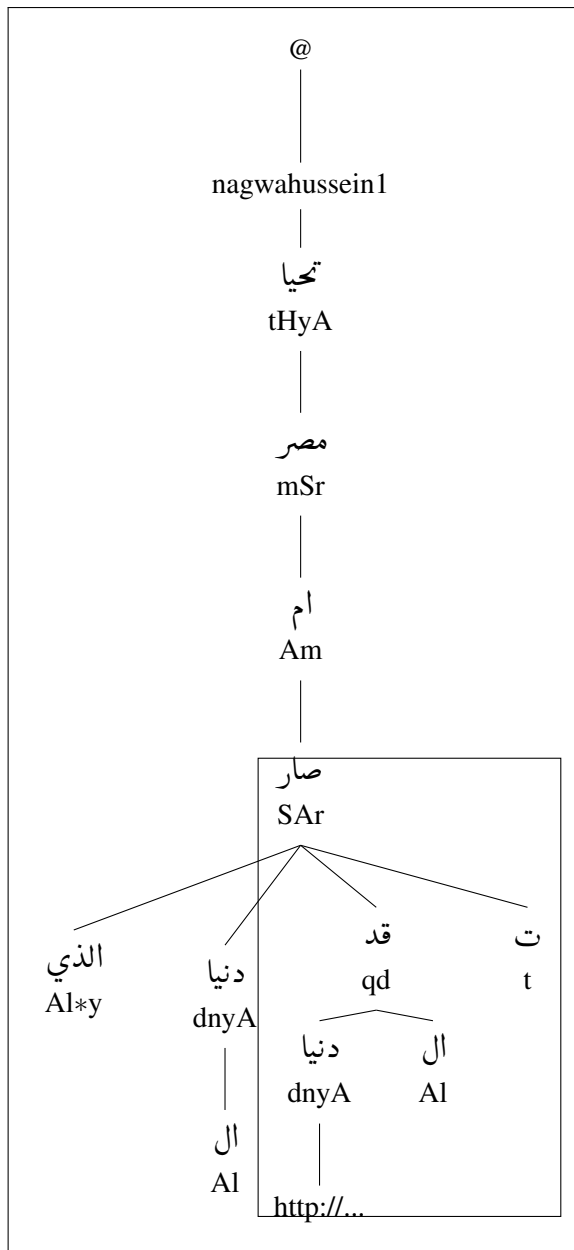 @
nagwahussein1
تحيا
tHyA
مصر
mSr
ام
Am
صار
SAr
الذي
Al*y
دنيا
dnyA
ال
Al
قد
qd
ت
t
دنيا
dnyA
ال
Al
http://...